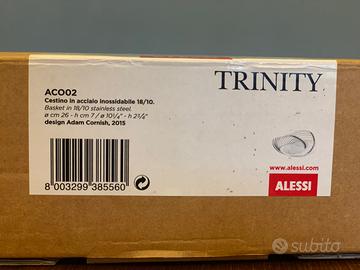 ACO02
Cestino in acciaio inossidabile 18/10.
Basket in 18/10 stainless steel.
ø cm 26 - h cm 7 / ø 10¼" - h 2¾"
design Adam Cornish, 2015
8 003299 385560
TRINITY
www.alessi.com
ALESSI
subito